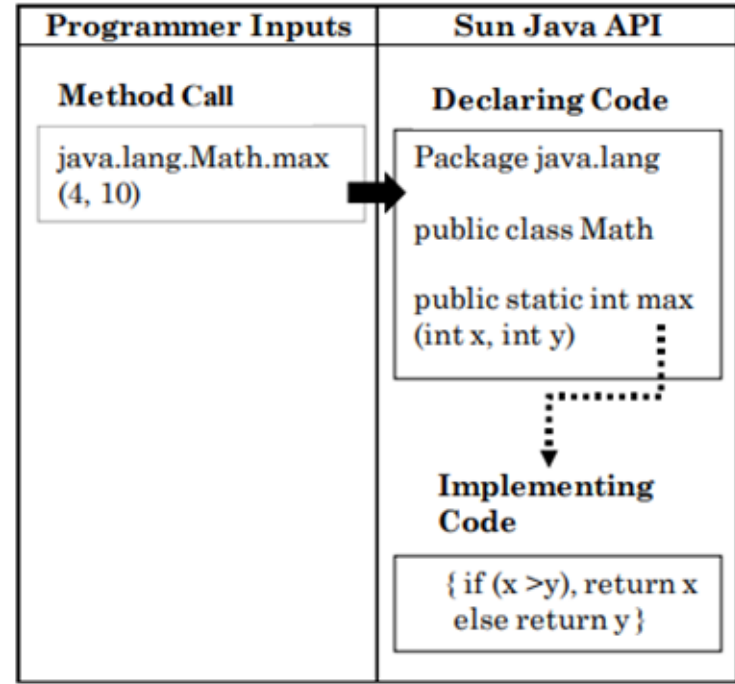 Programmer Inputs
Sun Java API
Method Call
java.lang.Math.max
(4, 10)
Declaring Code
Package java.lang
public class Math
public static int max
(int x, int y)
Implementing
Code
{ if (x >y), return x
else return y }